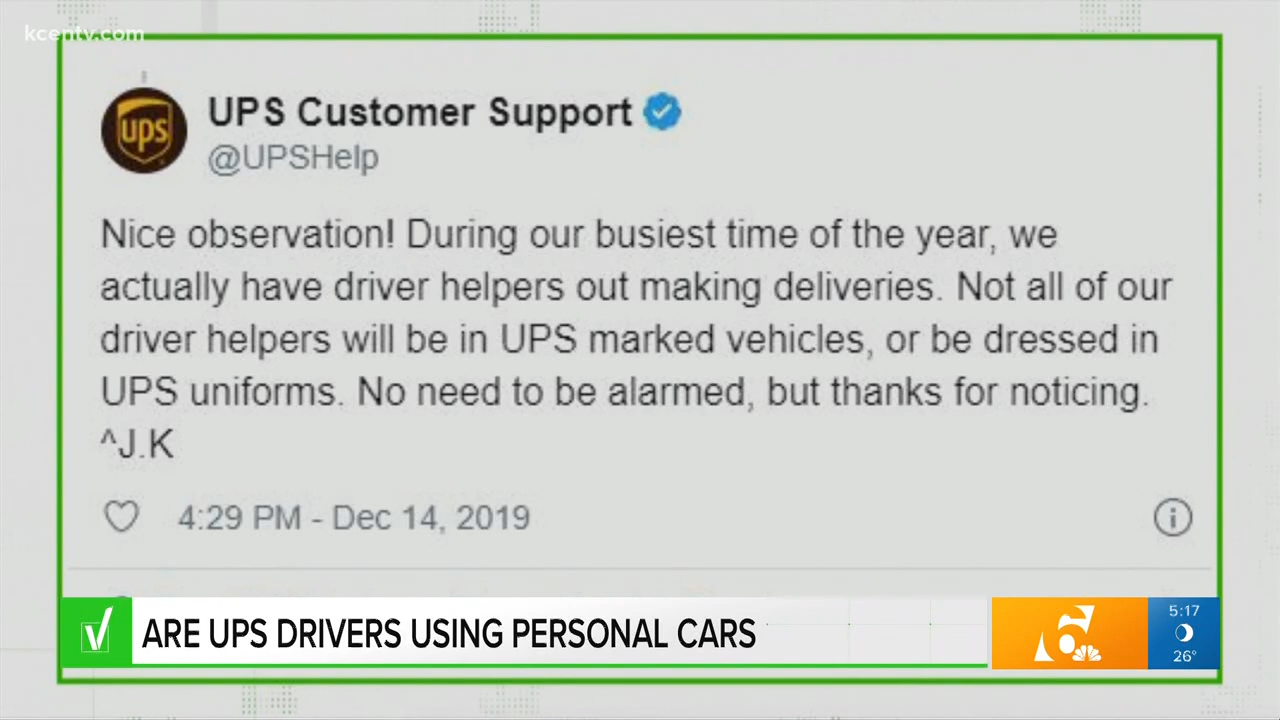 kcentv.com
ups
UPS Customer Support
@UPSHelp
Nice observation! During our busiest time of the year, we
actually have driver helpers out making deliveries. Not all of our
driver helpers will be in UPS marked vehicles, or be dressed in
UPS uniforms. No need to be alarmed, but thanks for noticing.
^J.K
4:29 PM - Dec 14, 2019
ARE UPS DRIVERS USING PERSONAL CARS
6
5:17
26°